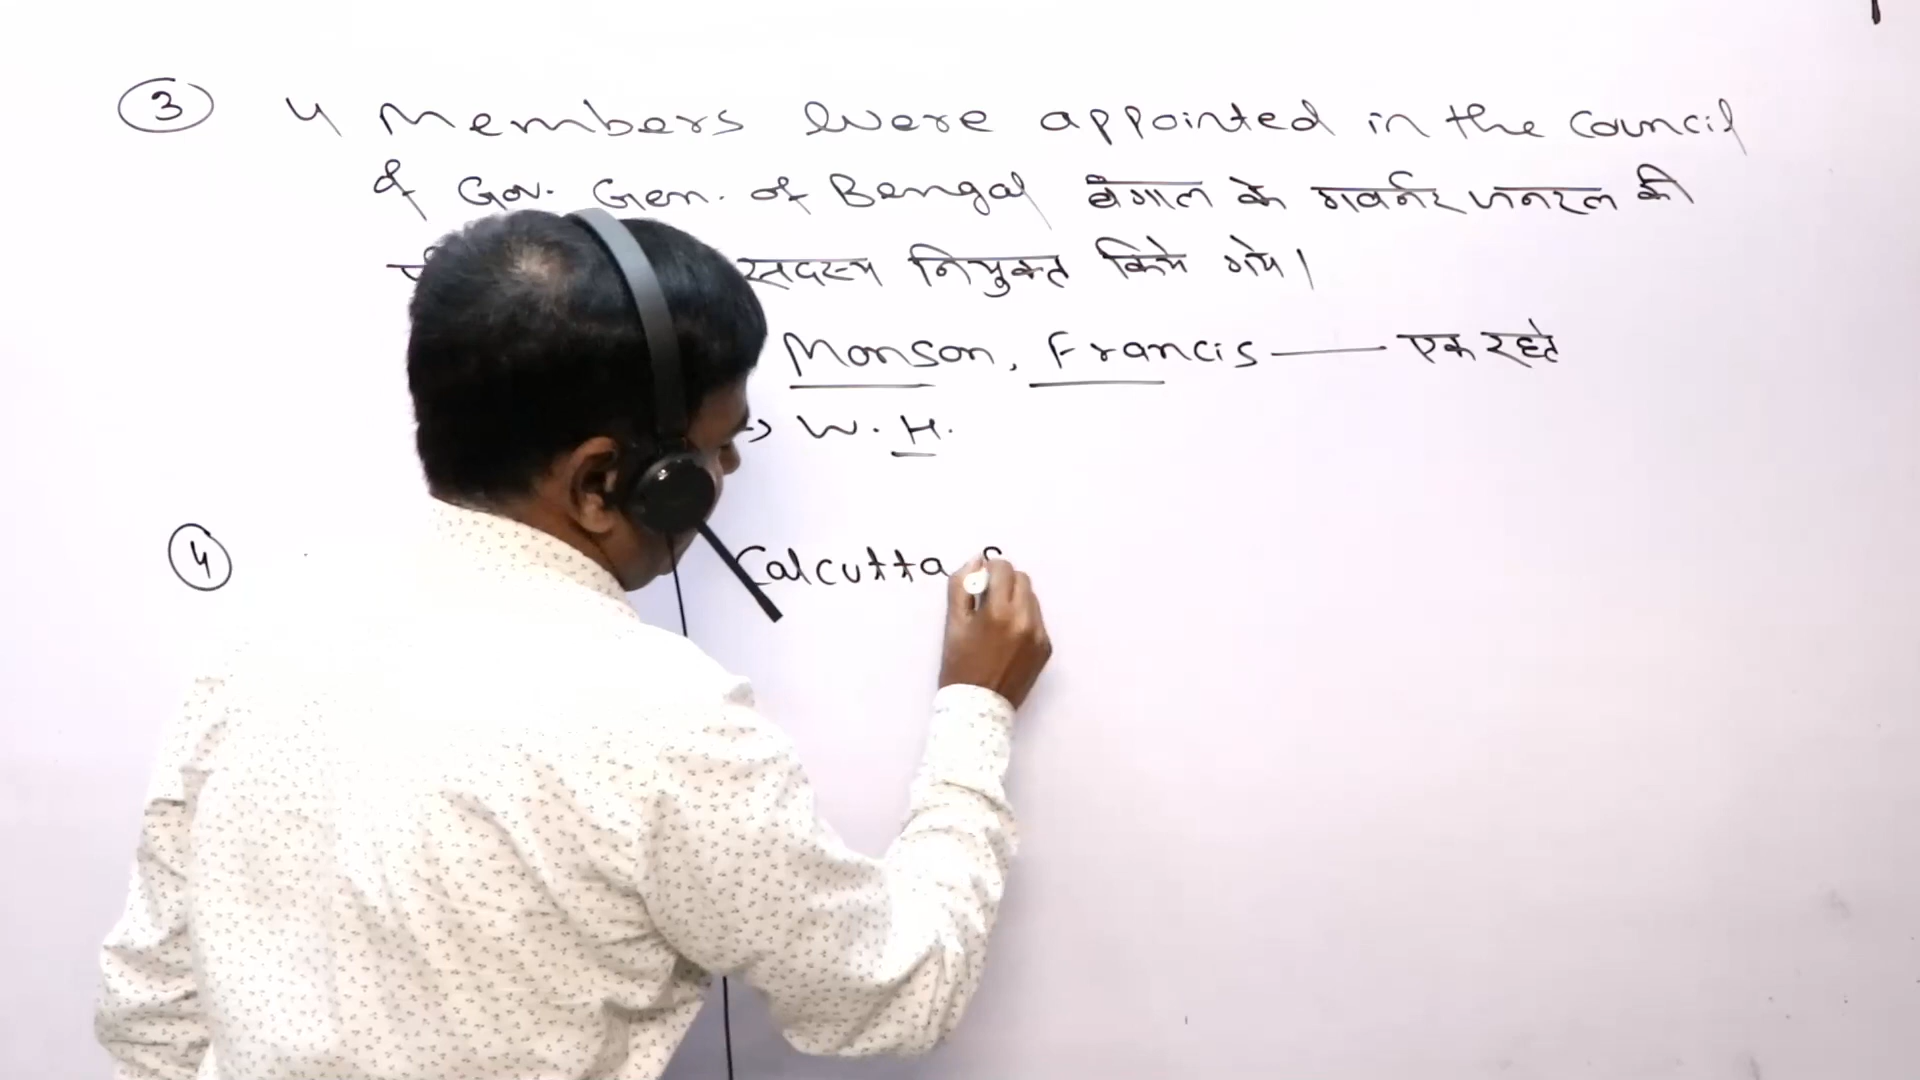 3 4 Members were appointed in the Council
of Gov. Gen. of Bengal बंगाल के गवर्नर जनरल की
सदस्य नियुक्त किये गये।
Monson, Francis — एक रहते
→ W. H.
4 Calcutta